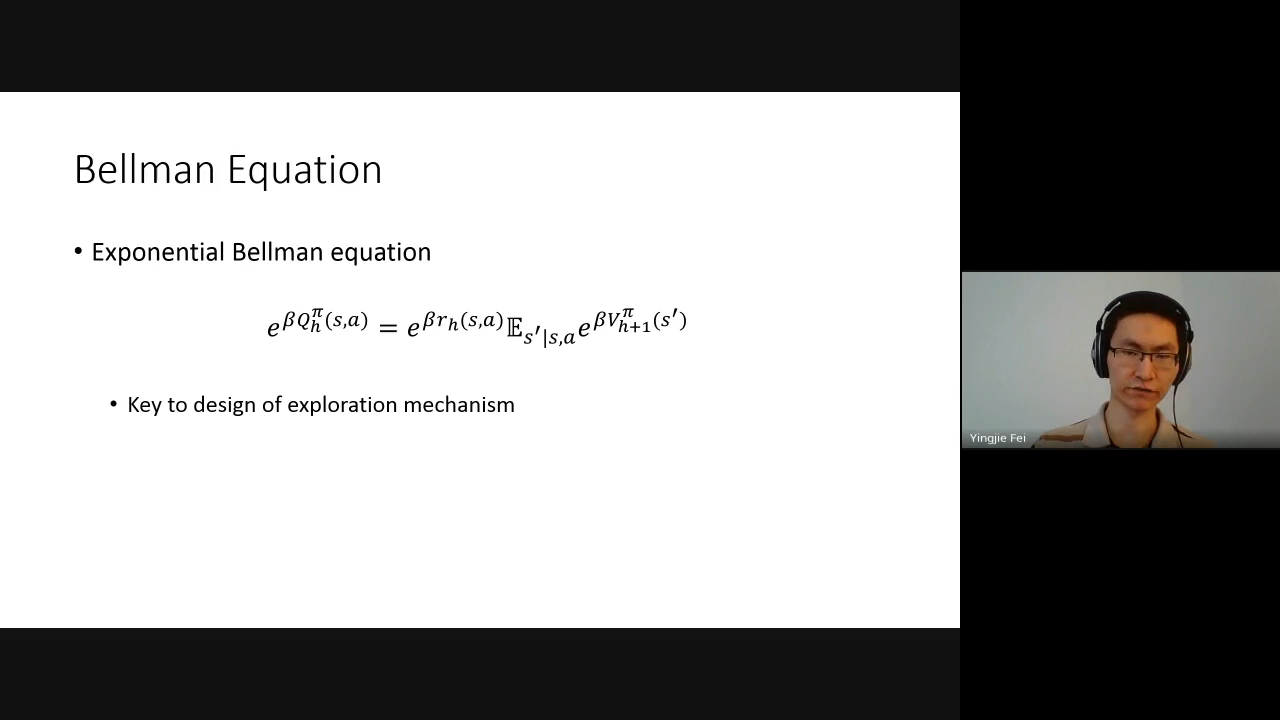 Bellman Equation
• Exponential Bellman equation
e^{βQ_h^π(s,a)} = e^{βr_h(s,a)} 𝔼_{s′|s,a} e^{βV_{h+1}^π(s′)}
• Key to design of exploration mechanism
Yingjie Fei